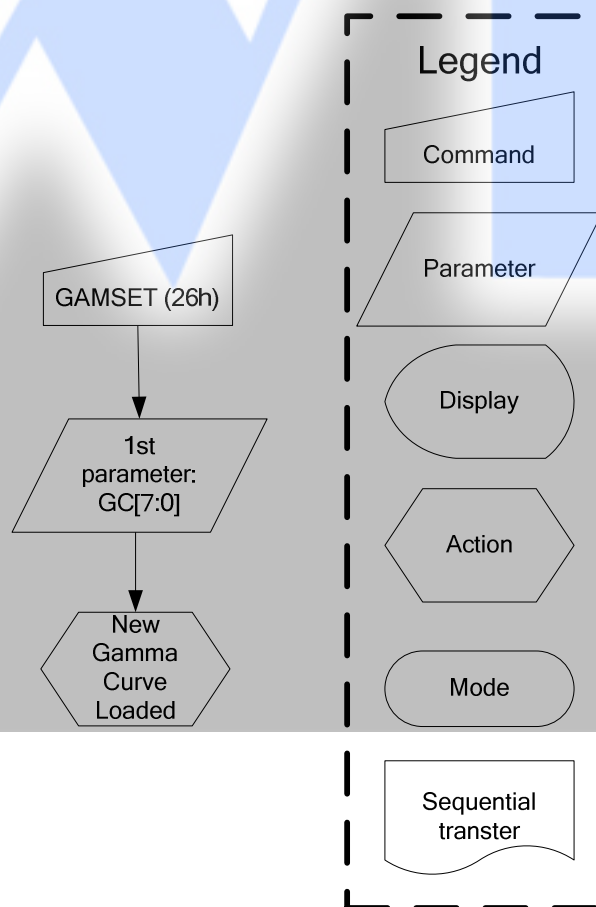 GAMSET (26h)
1st
parameter:
GC[7:0]
New
Gamma
Curve
Loaded
Legend
Command
Parameter
Display
Action
Mode
Sequential
transter